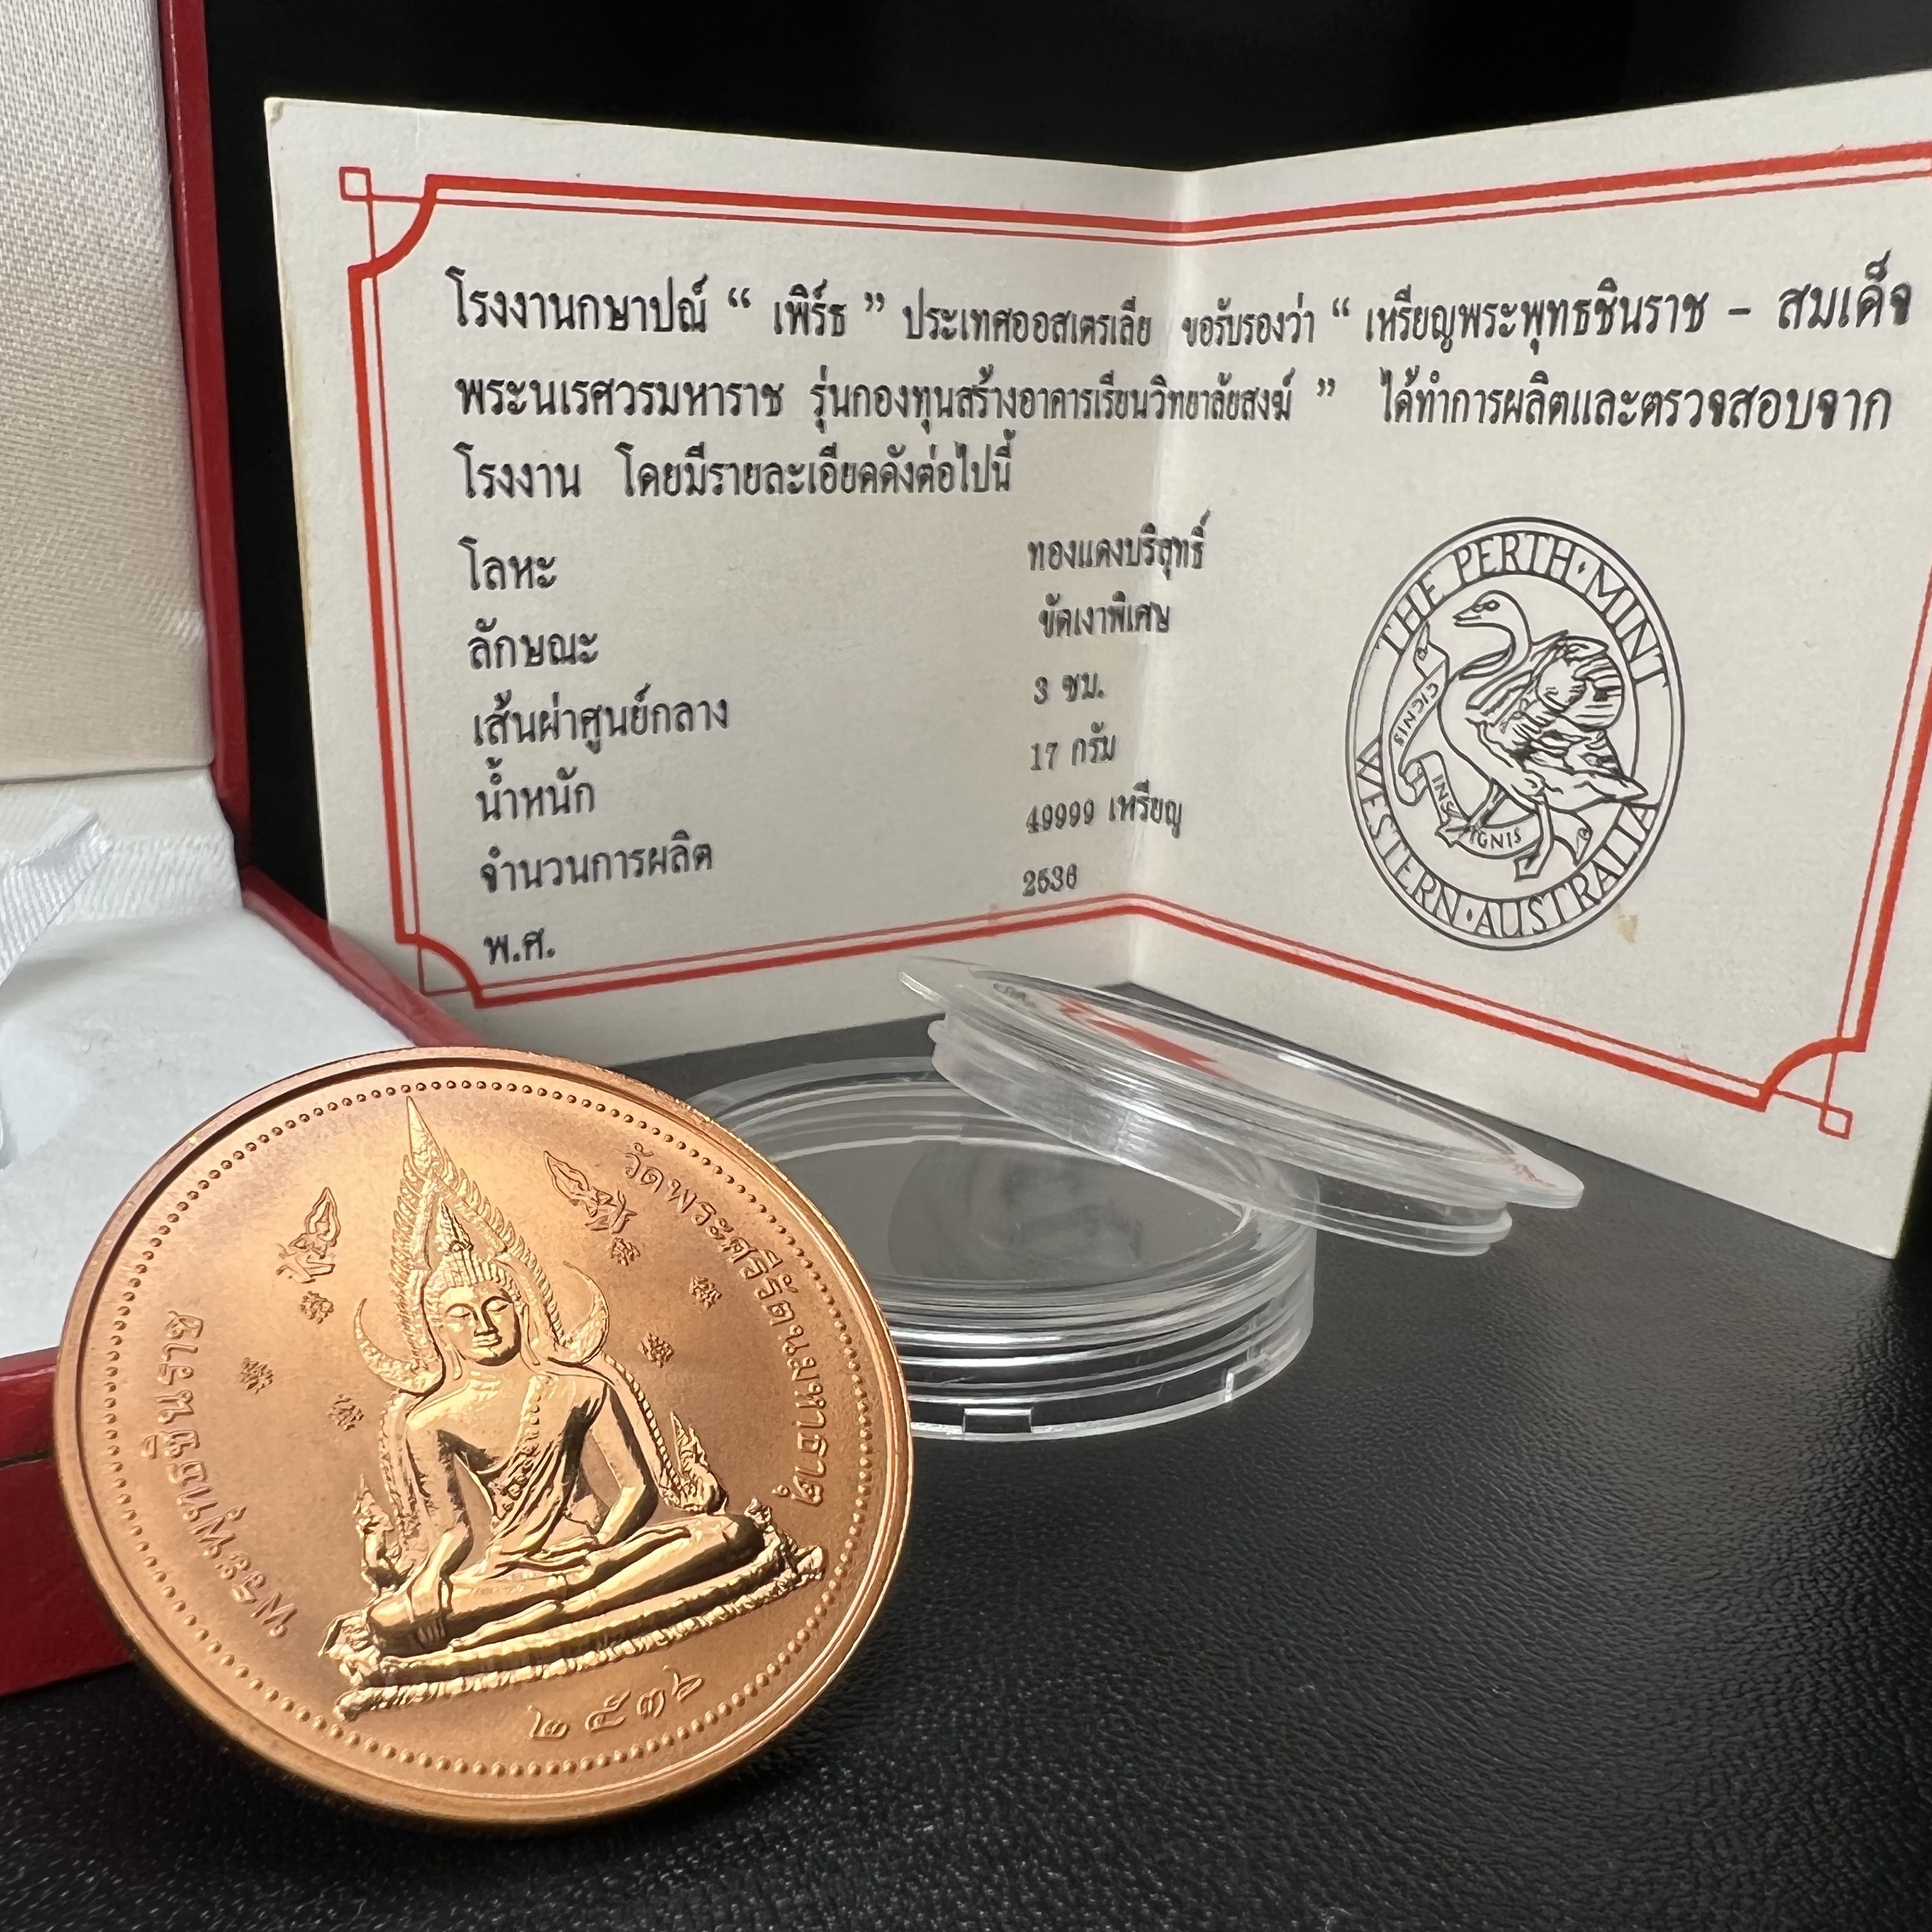 โรงงานกษาปณ์ “ เพิร์ธ ” ประเทศออสเตรเลีย ขอรับรองว่า “ เหรียญพระพุทธชินราช - สมเด็จ
พระนเรศวรมหาราช รุ่นกองทุนสร้างอาคารเรียนวิทยาลัยสงฆ์ ” ได้ทำการผลิตและตรวจสอบจาก
โรงงาน โดยมีรายละเอียดดังต่อไปนี้
โลหะ ทองแดงบริสุทธิ์
ลักษณะ ขัดเงาพิเศษ
เส้นผ่าศูนย์กลาง 3 ซม.
น้ำหนัก 17 กรัม
จำนวนการผลิต 49999 เหรียญ
พ.ศ. 2536
THE PERTH · MINT
CIGNIS
INSIGNIS
WESTERN · AUSTRALIA
พระพุทธชินราช
วัดพระศรีรัตนมหาธาตุ
๒๕๓๖